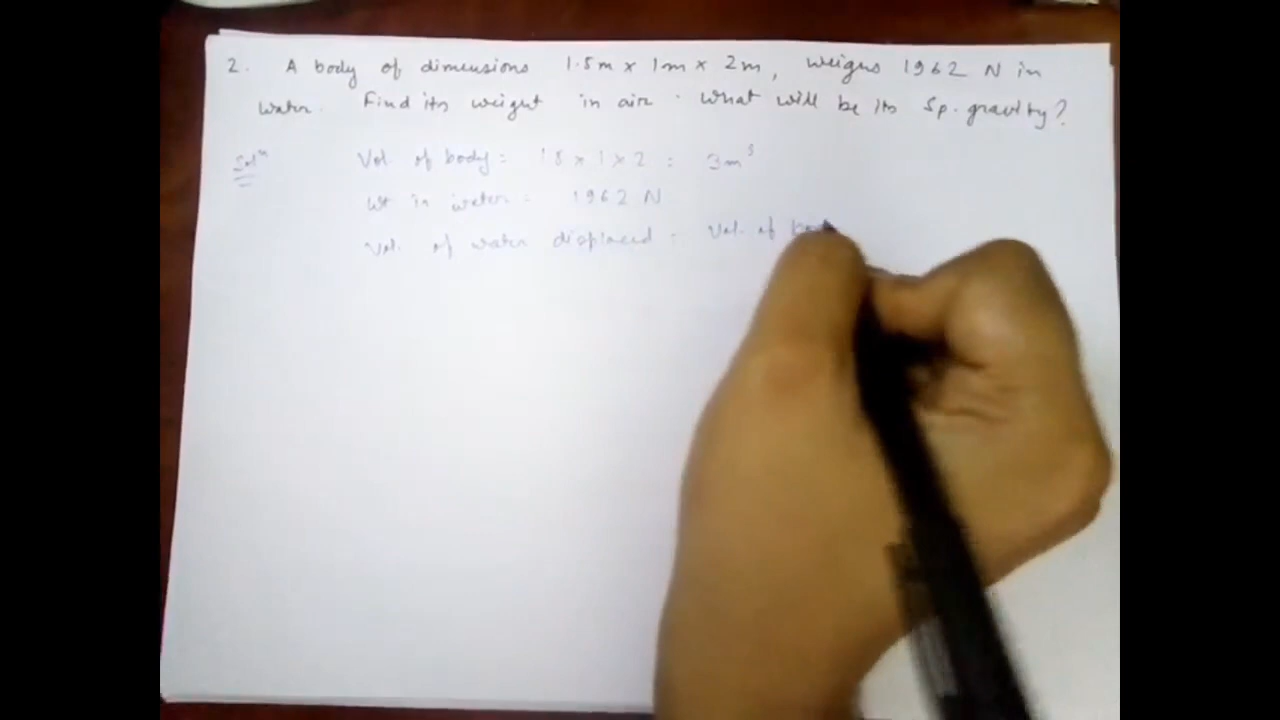 2. A body of dimensions 1.5m x 1m x 2m, weighs 1962 N in
water. Find its weight in air. What will be its Sp. gravity?
Solⁿ Vol. of body = 1.5 x 1 x 2 = 3m³
Wt in water = 1962 N
Vol. of water displaced = Vol. of